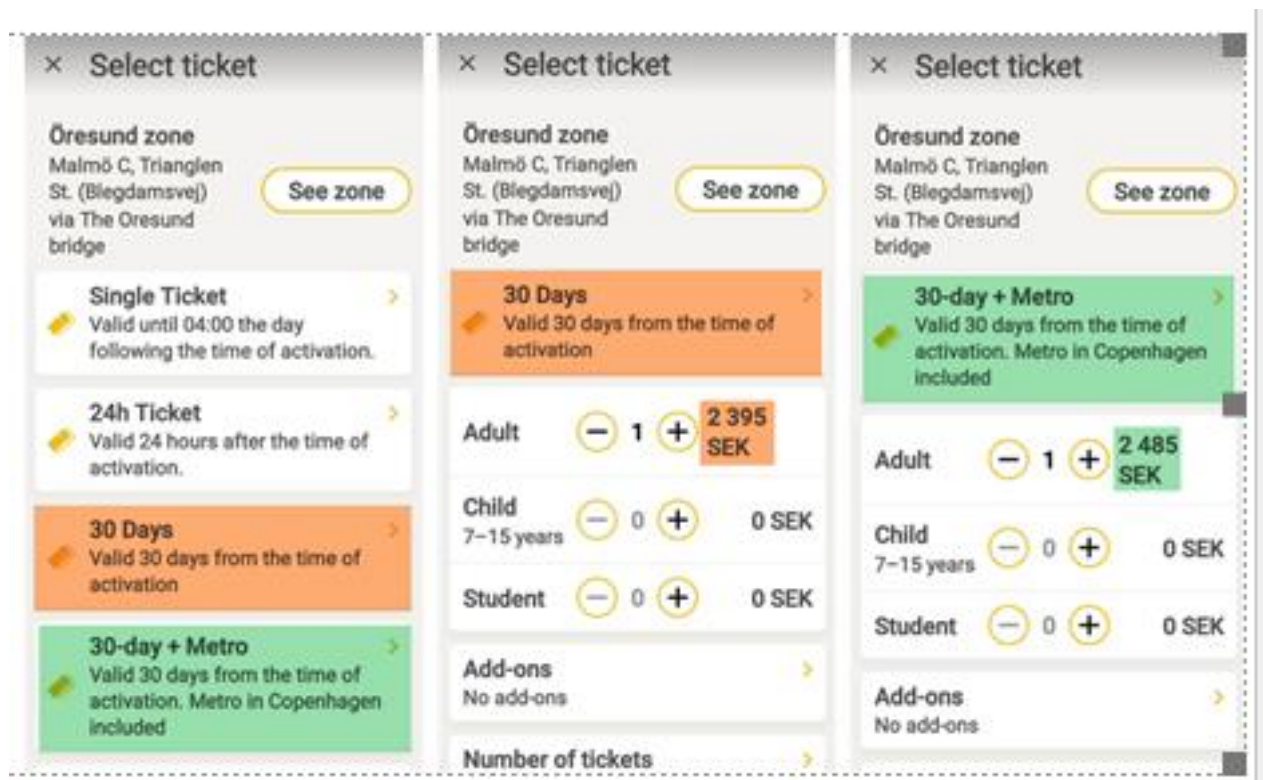 × Select ticket
Öresund zone
Malmö C, Trianglen
St. (Blegdamsvej)
via The Oresund
bridge
See zone
Single Ticket
Valid until 04:00 the day
following the time of activation.
24h Ticket
Valid 24 hours after the time of
activation.
30 Days
Valid 30 days from the time of
activation
30-day + Metro
Valid 30 days from the time of
activation. Metro in Copenhagen
included
× Select ticket
Öresund zone
Malmö C, Trianglen
St. (Blegdamsvej)
via The Oresund
bridge
See zone
30 Days
Valid 30 days from the time of
activation
Adult − 1 + 2 395
SEK
Child
7–15 years − 0 + 0 SEK
Student − 0 + 0 SEK
Add-ons
No add-ons
Number of tickets
× Select ticket
Öresund zone
Malmö C, Trianglen
St. (Blegdamsvej)
via The Oresund
bridge
See zone
30-day + Metro
Valid 30 days from the time of
activation. Metro in Copenhagen
included
Adult − 1 + 2 485
SEK
Child
7–15 years − 0 + 0 SEK
Student − 0 + 0 SEK
Add-ons
No add-ons